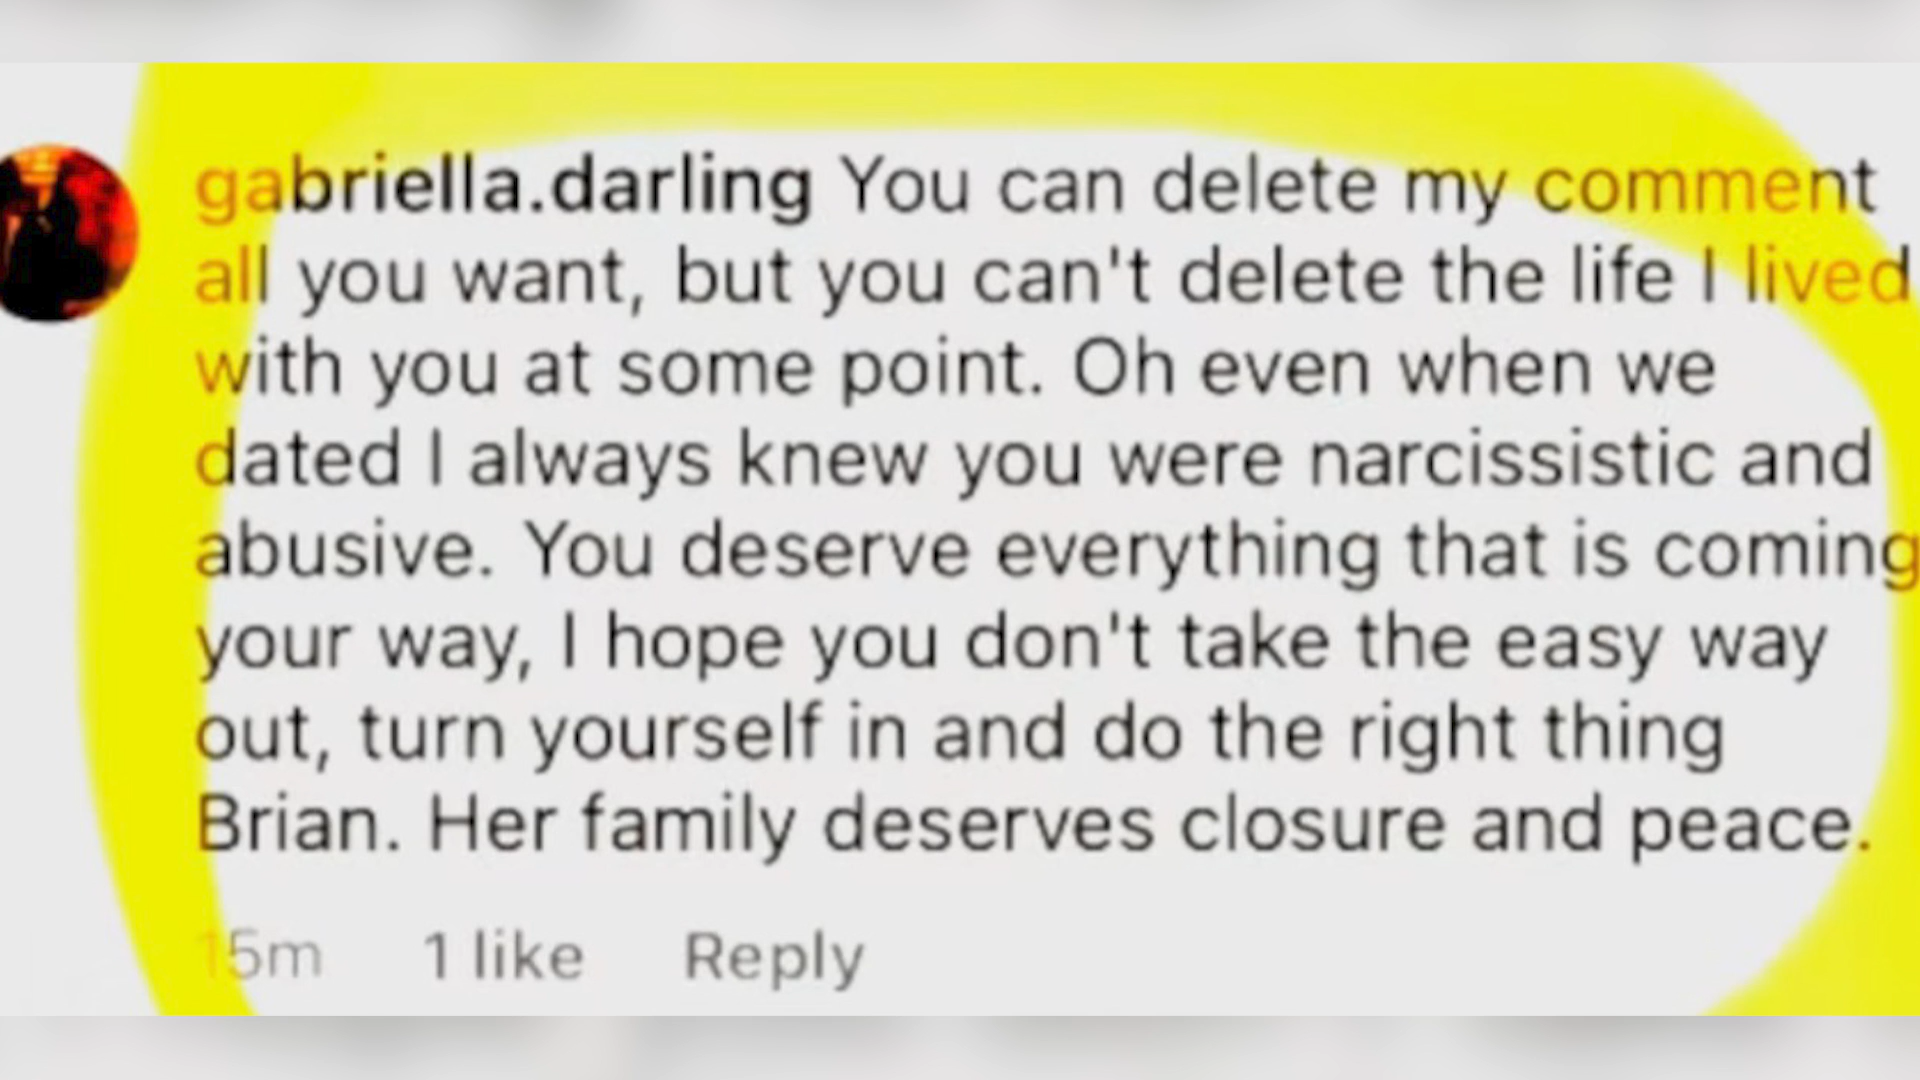 gabriella.darling You can delete my comment
all you want, but you can't delete the life I lived
with you at some point. Oh even when we
dated I always knew you were narcissistic and
abusive. You deserve everything that is coming
your way, I hope you don't take the easy way
out, turn yourself in and do the right thing
Brian. Her family deserves closure and peace.
15m 1 like Reply